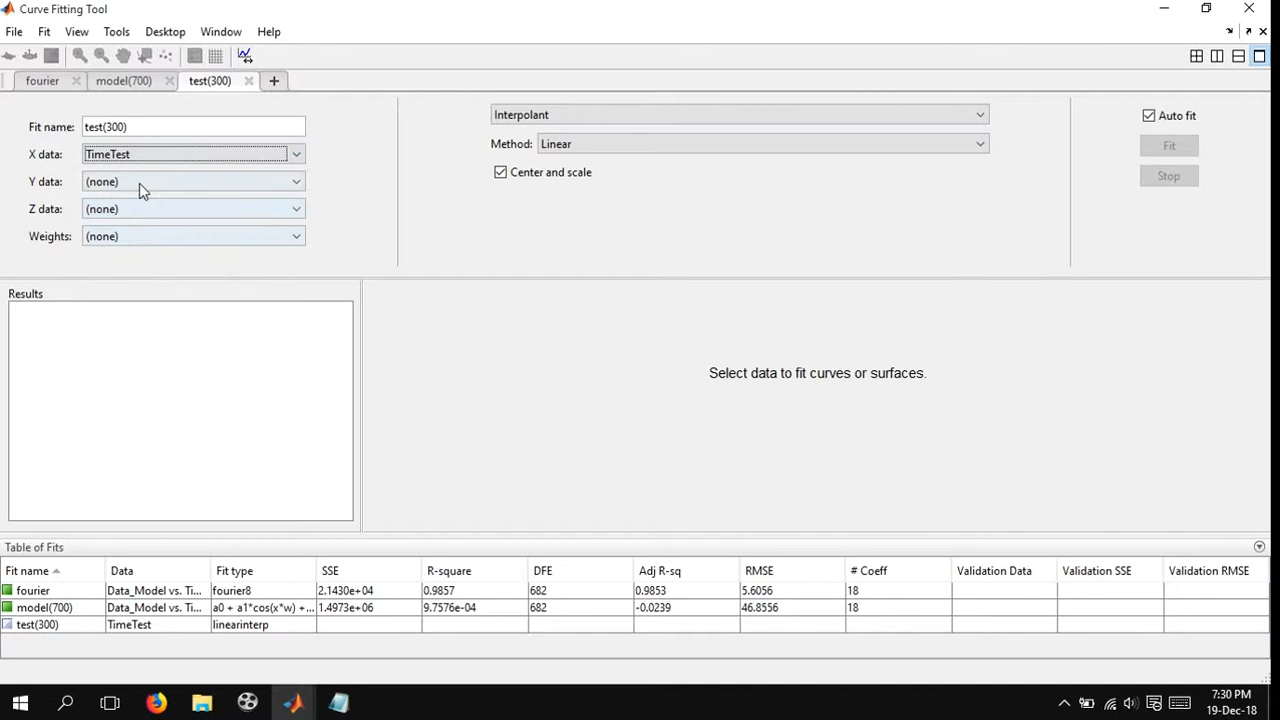 Curve Fitting Tool
File Fit View Tools Desktop Window Help
fourier model(700) test(300)
Fit name: test(300)
X data: TimeTest
Y data: (none)
Z data: (none)
Weights: (none)
Interpolant
Method: Linear
Center and scale
Auto fit
Fit
Stop
Results
Select data to fit curves or surfaces.
Table of Fits
Fit name Data Fit type SSE R-square DFE Adj R-sq RMSE # Coeff Validation Data Validation SSE Validation RMSE
fourier Data_Model vs. Ti... fourier8 2.1430e+04 0.9857 682 0.9853 5.6056 18
model(700) Data_Model vs. Ti... a0 + a1*cos(x*w) +... 1.4973e+06 9.7576e-04 682 -0.0239 46.8556 18
test(300) TimeTest linearinterp
7:30 PM
19-Dec-18